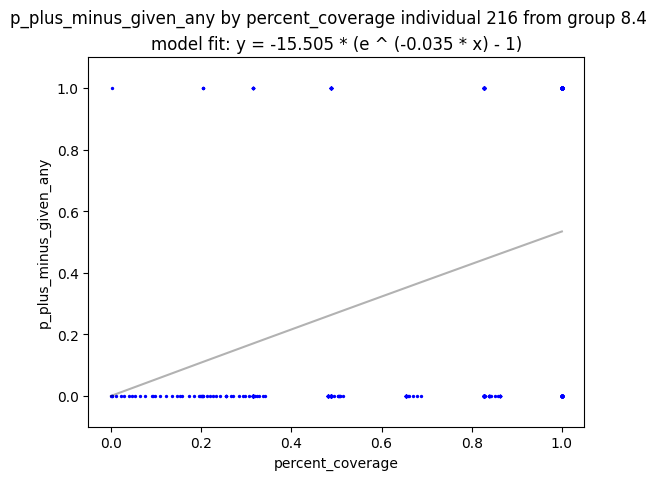 p_plus_minus_given_any by percent_coverage individual 216 from group 8.4
model fit: y = -15.505 * (e ^ (-0.035 * x) - 1)
1.0
0.8
0.6
0.4
0.2
0.0
p_plus_minus_given_any
0.0 0.2 0.4 0.6 0.8 1.0
percent_coverage